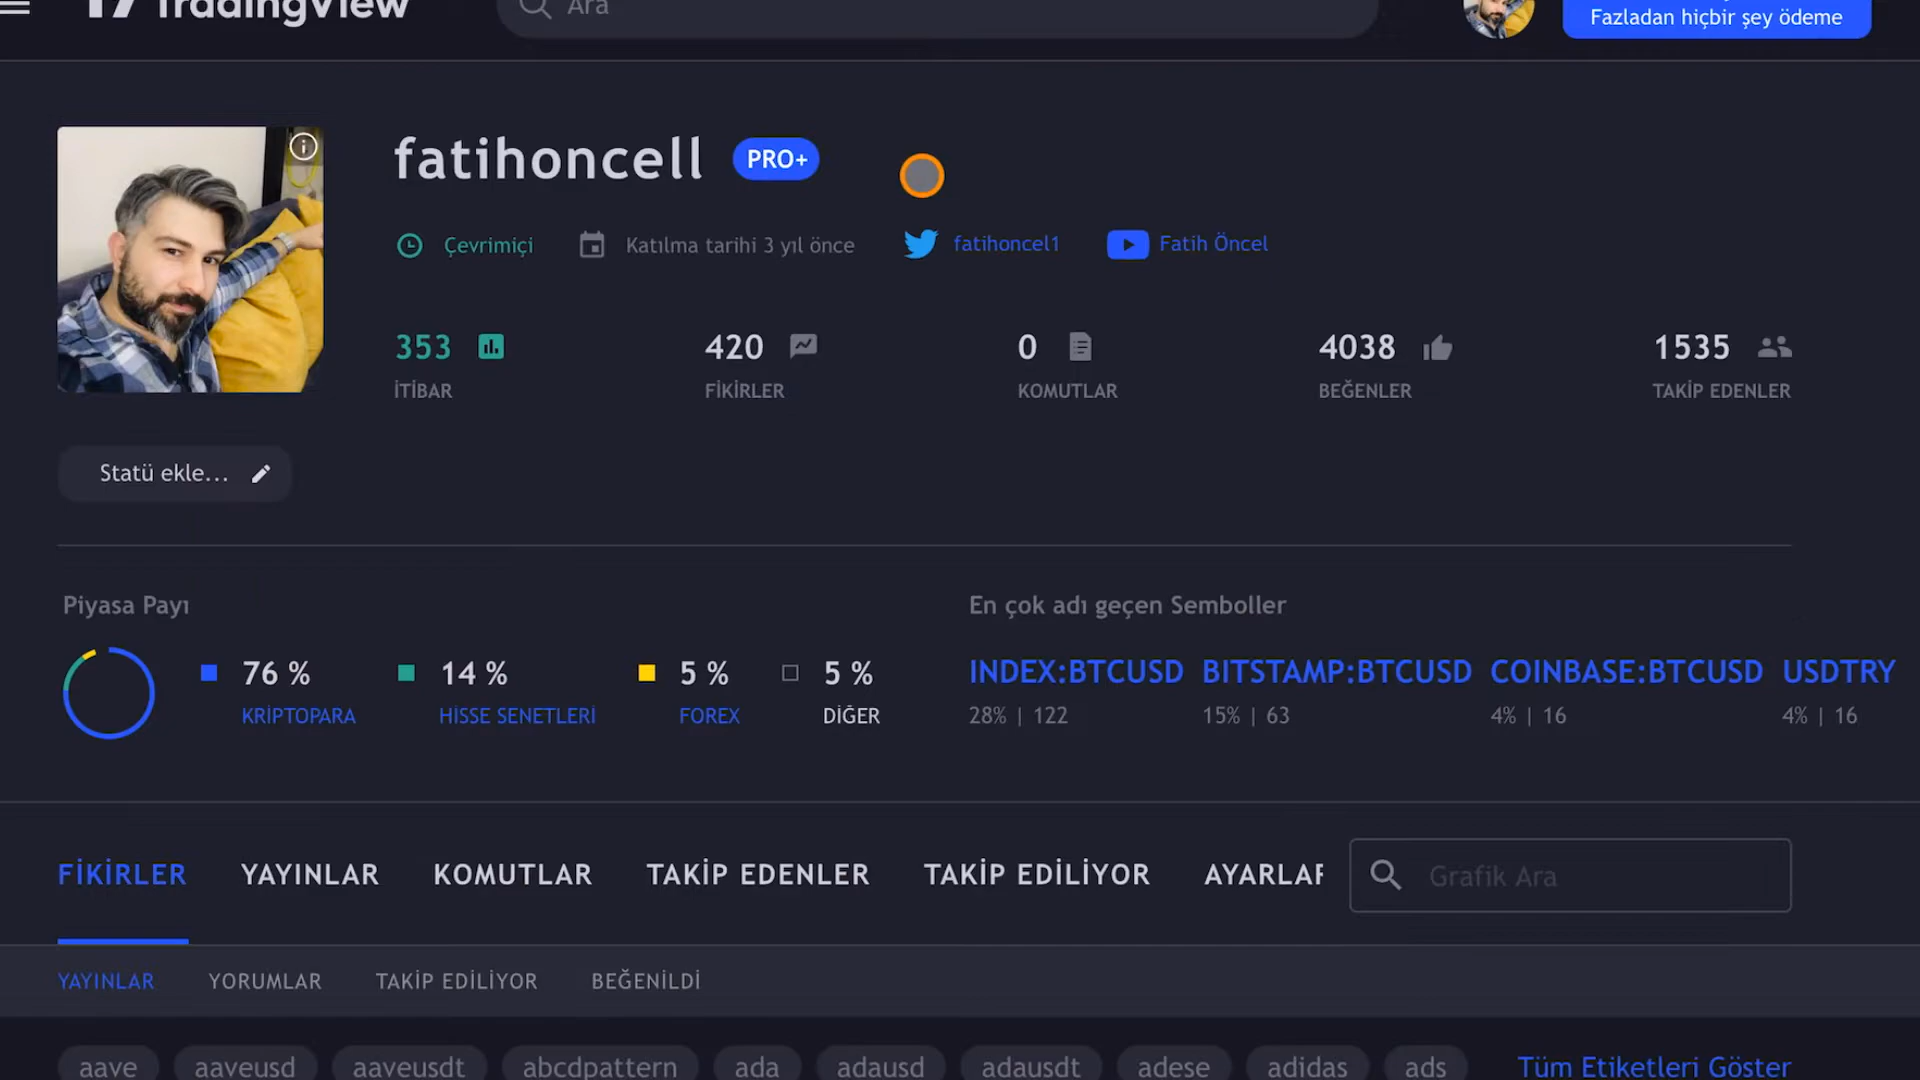 TradingView
Ara
Fazladan hiçbir şey ödeme
fatihoncell PRO+
Çevrimiçi
Katılma tarihi 3 yıl önce
fatihoncel1
Fatih Öncel
353
İTİBAR
420
FİKİRLER
0
KOMUTLAR
4038
BEĞENLER
1535
TAKİP EDENLER
Statü ekle...
Piyasa Payı
76 %
KRİPTOPARA
14 %
HİSSE SENETLERİ
5 %
FOREX
5 %
DİĞER
En çok adı geçen Semboller
INDEX:BTCUSD
28% | 122
BITSTAMP:BTCUSD
15% | 63
COINBASE:BTCUSD
4% | 16
USDTRY
4% | 16
FİKİRLER YAYINLAR KOMUTLAR TAKİP EDENLER TAKİP EDİLİYOR AYARLAR
Grafik Ara
YAYINLAR YORUMLAR TAKİP EDİLİYOR BEĞENİLDİ
aave aaveusd aaveusdt abcdpattern ada adausd adausdt adese adidas ads Tüm Etiketleri Göster